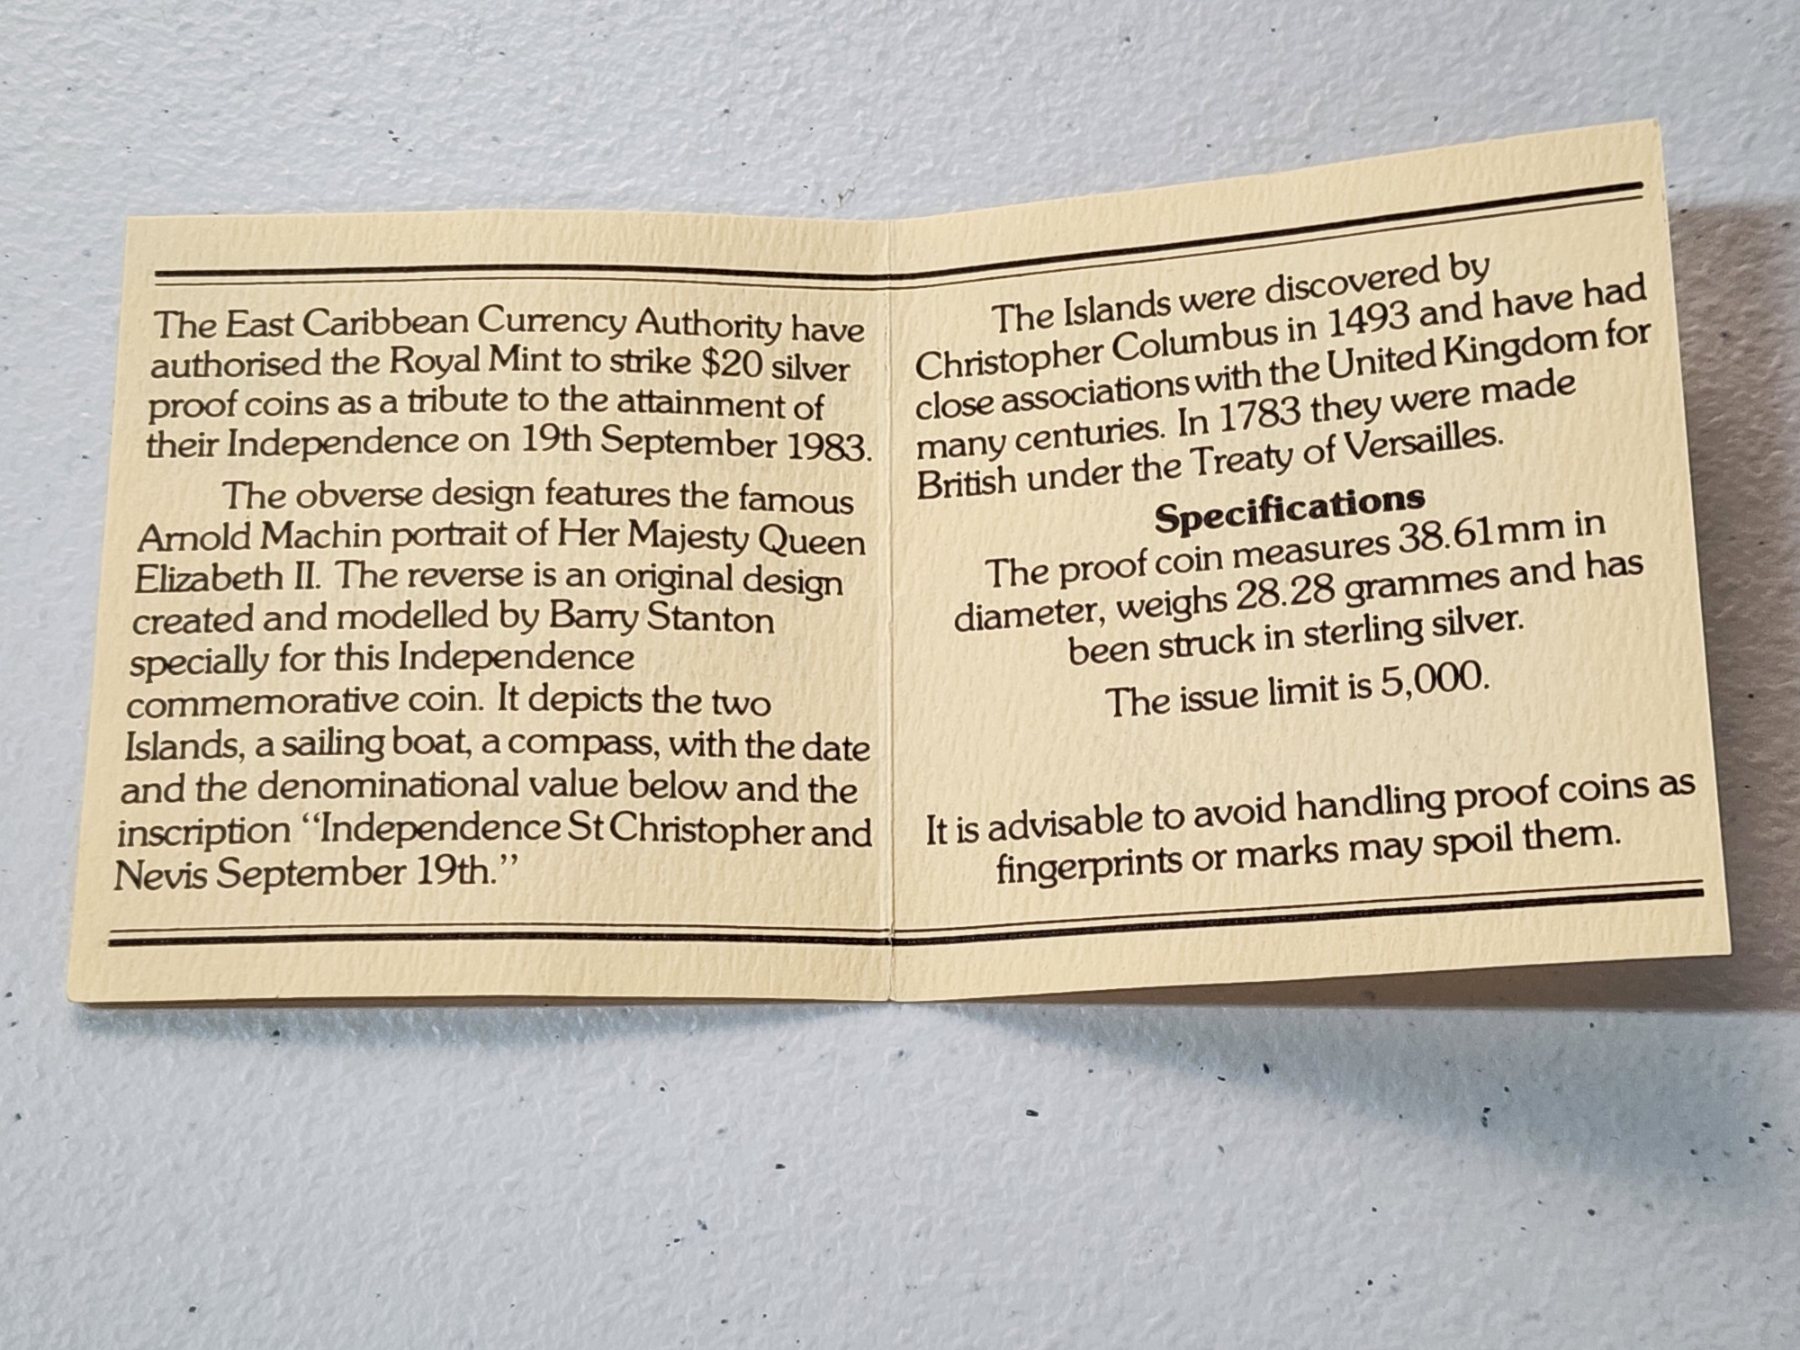 The East Caribbean Currency Authority have
authorised the Royal Mint to strike $20 silver
proof coins as a tribute to the attainment of
their Independence on 19th September 1983.
The obverse design features the famous
Arnold Machin portrait of Her Majesty Queen
Elizabeth II. The reverse is an original design
created and modelled by Barry Stanton
specially for this Independence
commemorative coin. It depicts the two
Islands, a sailing boat, a compass, with the date
and the denominational value below and the
inscription “Independence St Christopher and
Nevis September 19th.”
The Islands were discovered by
Christopher Columbus in 1493 and have had
close associations with the United Kingdom for
many centuries. In 1783 they were made
British under the Treaty of Versailles.
Specifications
The proof coin measures 38.61mm in
diameter, weighs 28.28 grammes and has
been struck in sterling silver.
The issue limit is 5,000.
It is advisable to avoid handling proof coins as
fingerprints or marks may spoil them.